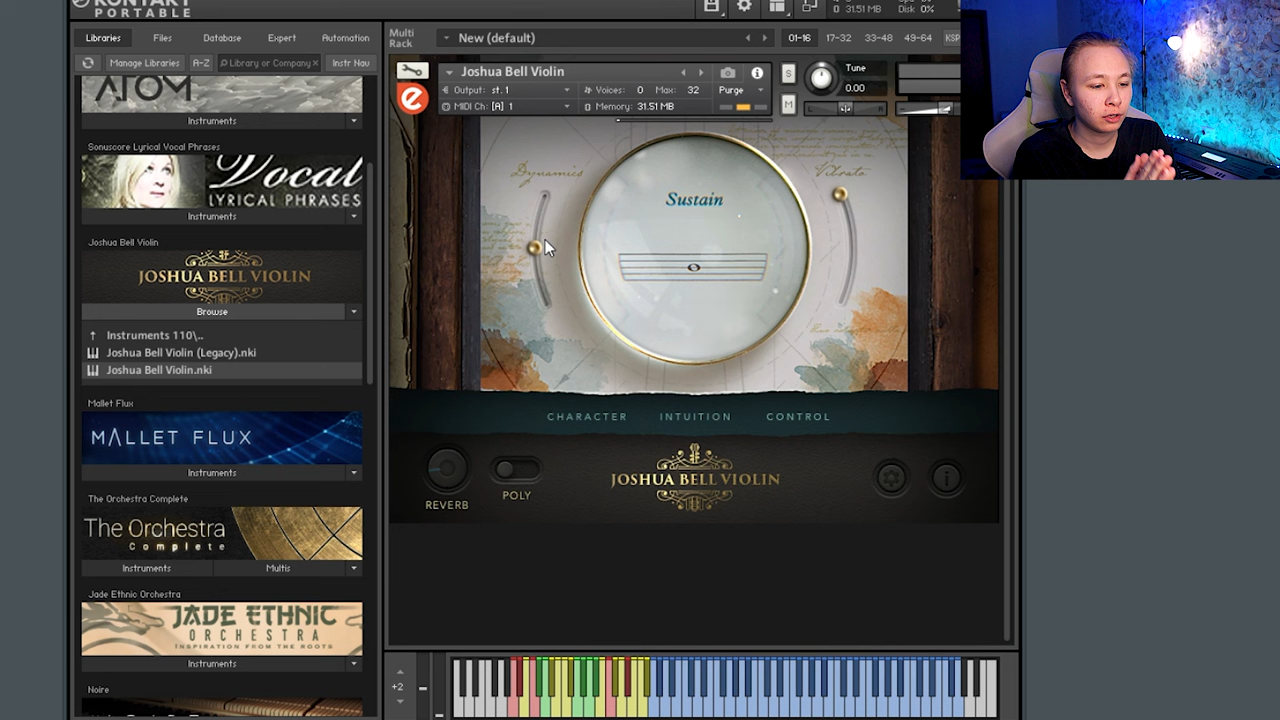 KONTAKT
PORTABLE
31.51 MB
Disk 0%
Libraries Files Database Expert Automation
Manage Libraries A-Z Library or Company × Instr Nav
ATOM
Instruments
Sonuscore Lyrical Vocal Phrases
Vocal
LYRICAL PHRASES
Instruments
Joshua Bell Violin
JOSHUA BELL VIOLIN
Browse
Instruments 110\..
Joshua Bell Violin (Legacy).nki
Joshua Bell Violin.nki
Mallet Flux
MALLET FLUX
Instruments
The Orchestra Complete
The Orchestra
Complete
Instruments Multis
Jade Ethnic Orchestra
JADE ETHNIC
ORCHESTRA
INSPIRATION FROM THE ROOTS
Instruments
Noire
Multi
Rack
New (default) 01-16 17-32 33-48 49-64 KSP
Joshua Bell Violin
Output: st.1 Voices: 0 Max: 32 Purge
MIDI Ch: [A] 1 Memory: 31.51 MB
S
M
Tune
0.00
Dynamics
Vibrato
Sustain
CHARACTER INTUITION CONTROL
REVERB
POLY
JOSHUA BELL VIOLIN
+2